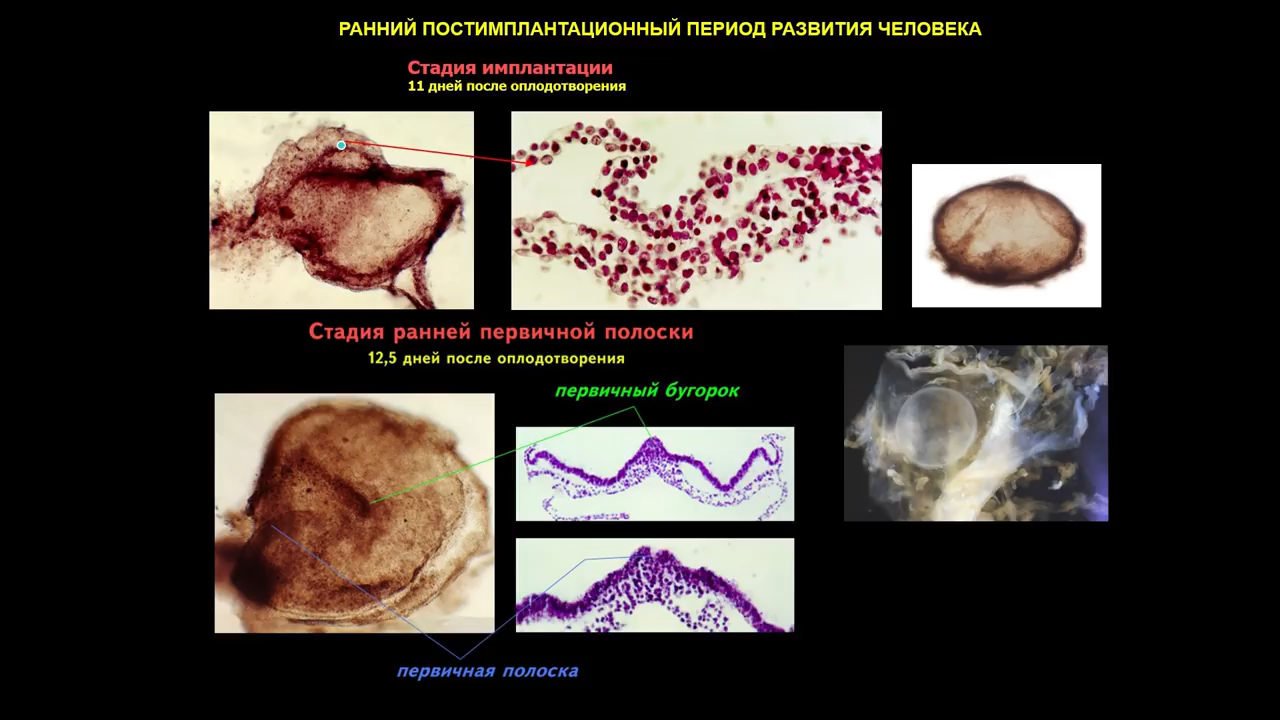 РАННИЙ ПОСТИМПЛАНТАЦИОННЫЙ ПЕРИОД РАЗВИТИЯ ЧЕЛОВЕКА
Стадия имплантации
11 дней после оплодотворения
Стадия ранней первичной полоски
12,5 дней после оплодотворения
первичный бугорок
первичная полоска